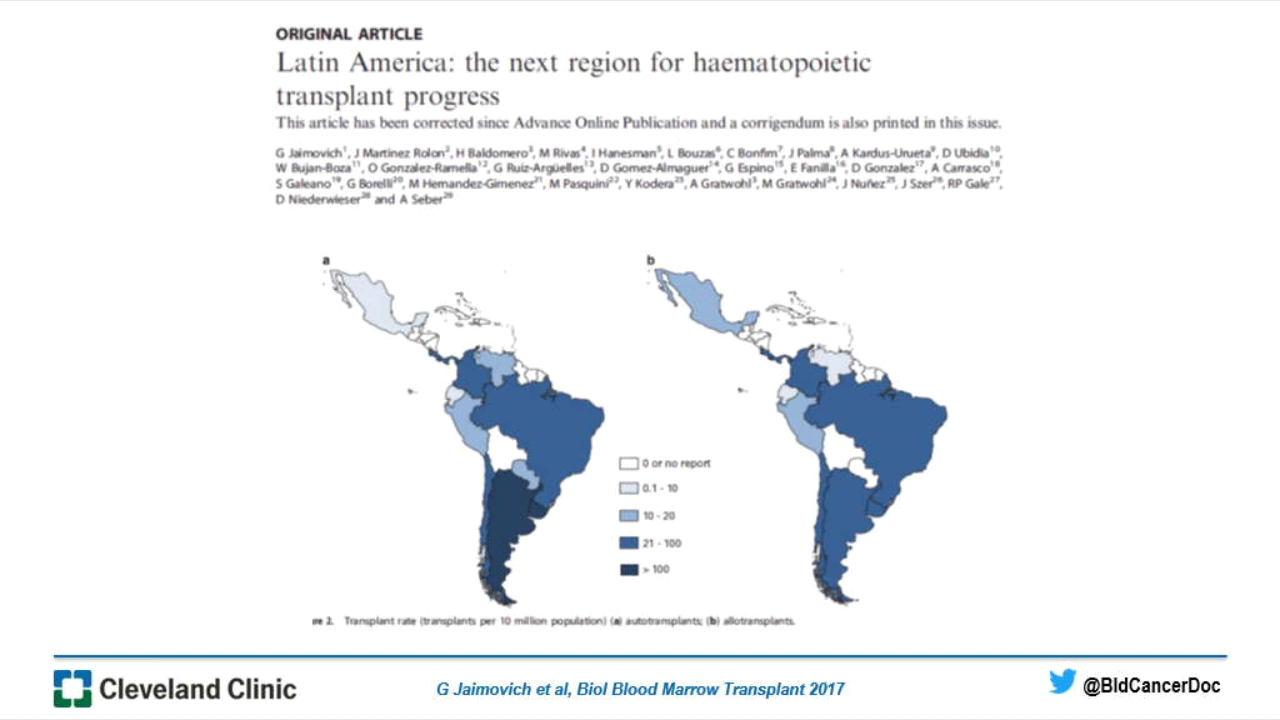 ORIGINAL ARTICLE
Latin America: the next region for haematopoietic
transplant progress
This article has been corrected since Advance Online Publication and a corrigendum is also printed in this issue.
G Jaimovich¹, J Martinez Rolon², H Baldomero³, M Rivas⁴, I Hanesman⁵, L Bouzas⁶, C Bonfim⁷, J Palma⁸, A Kardus-Urueta⁹, D Ubidia¹⁰,
W Bujan-Boza¹¹, O Gonzalez-Ramella¹², G Ruiz-Argüelles¹³, D Gomez-Almaguer¹⁴, G Espino¹⁵, E Fanilla¹⁶, D Gonzalez¹⁷, A Carrasco¹⁸,
S Galeano¹⁹, G Borelli²⁰, M Hernandez-Gimenez²¹, M Pasquini²², Y Kodera²³, A Gratwohl³, M Gratwohl²⁴, J Nuñez²⁵, J Szer²⁶, RP Gale²⁷,
D Niederwieser²⁸ and A Seber²⁹
a
b
0 or no report
0.1 - 10
10 - 20
21 - 100
> 100
re 2. Transplant rate (transplants per 10 million population) (a) autotransplants; (b) allotransplants.
Cleveland Clinic
G Jaimovich et al, Biol Blood Marrow Transplant 2017
@BldCancerDoc